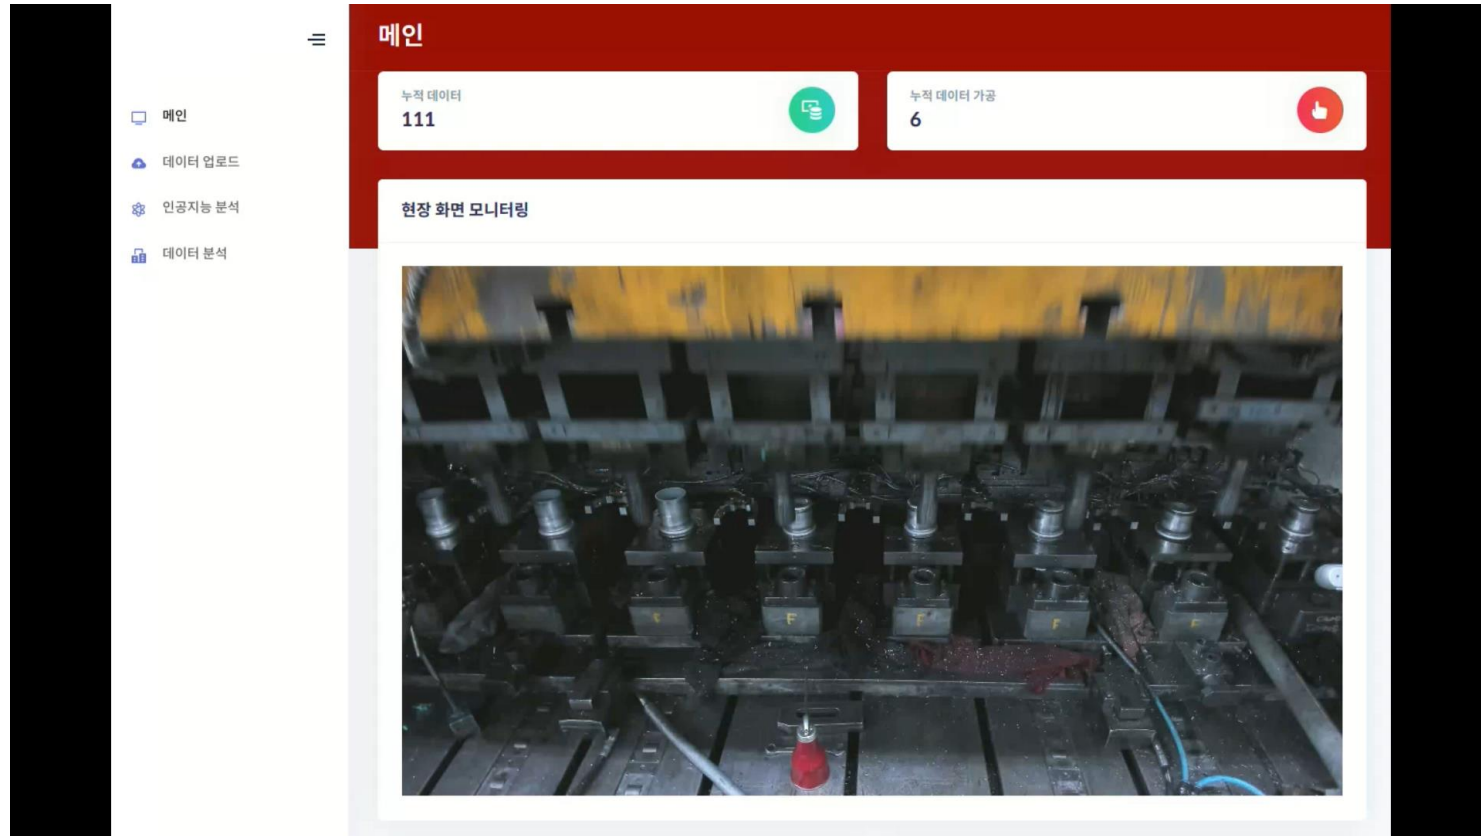 메인
메인
데이터 업로드
인공지능 분석
데이터 분석
누적 데이터
111
누적 데이터 가공
6
현장 화면 모니터링
F
F
F
F
F